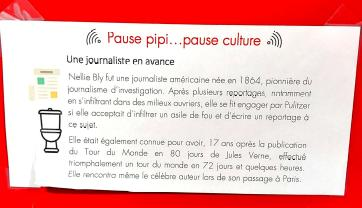 Pause pipi...pause culture
Une journaliste en avance
Nellie Bly fut une journaliste américaine née en 1864, pionnière du
journalisme d'investigation. Après plusieurs reportages, notamment
en s'infiltrant dans des milieux ouvriers, elle se fit engager par Pulitzer
si elle acceptait d'infiltrer un asile de fou et d'écrire un reportage à
ce sujet.
Elle était également connue pour avoir, 17 ans après la publication
du Tour du Monde en 80 jours de Jules Verne, effectué
triomphalement un tour du monde en 72 jours et quelques heures.
Elle rencontra même le célèbre auteur lors de son passage à Paris.